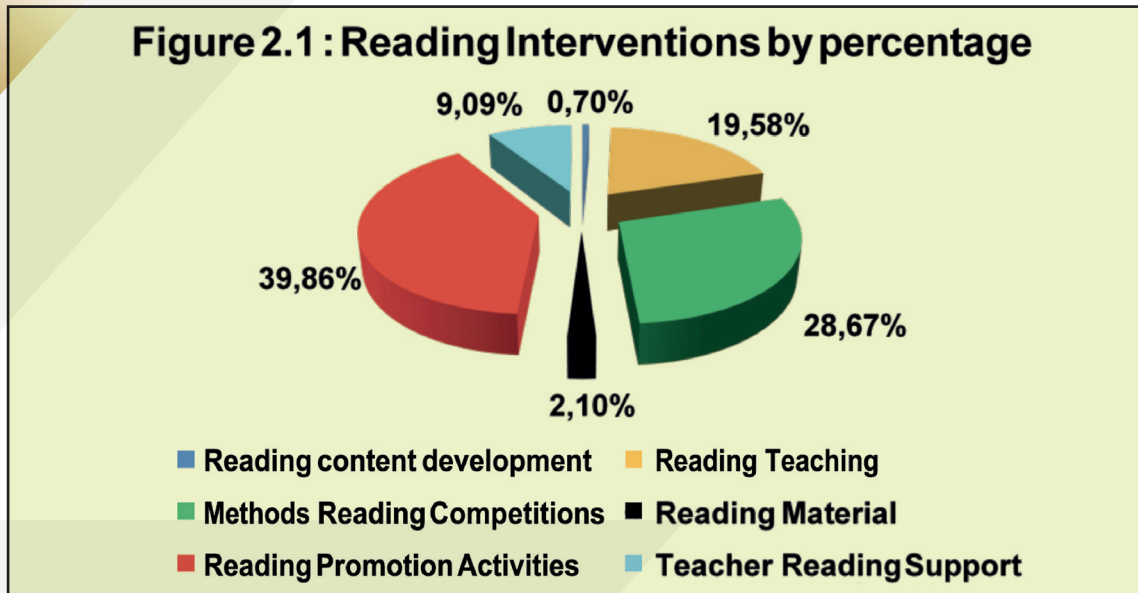 Figure 2.1 : Reading Interventions by percentage
9,09% 0,70%
19,58%
39,86%
28,67%
2,10%
Reading content development Reading Teaching
Methods Reading Competitions Reading Material
Reading Promotion Activities Teacher Reading Support